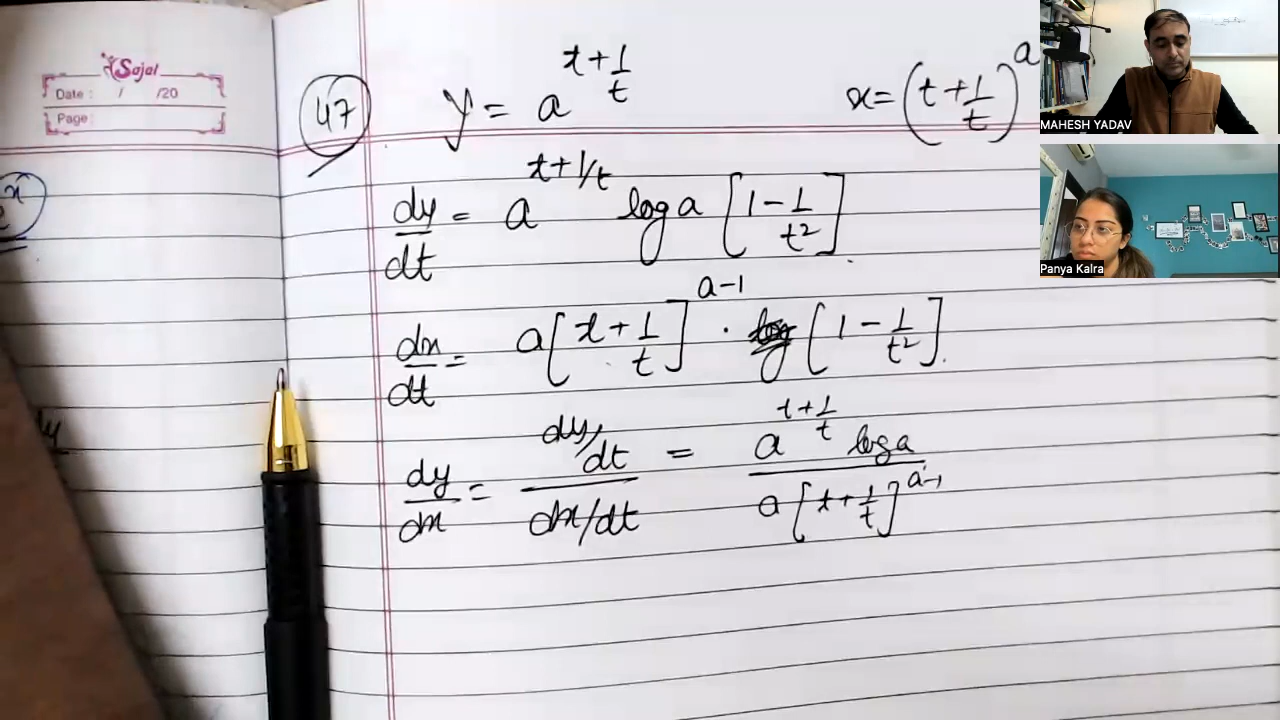 Sajal
Date : / /20
Page:
47
y = a^(t+1/t) x = (t+1/t)^a
dy/dt = a^(t+1/t) log a [1-1/t²]
dx/dt = a[t+1/t]^(a-1) . [1-1/t²].
dy/dx = (dy/dt)/(dx/dt) = (a^(t+1/t) log a)/(a[t+1/t]^(a-1))
MAHESH YADAV
Panya Kalra